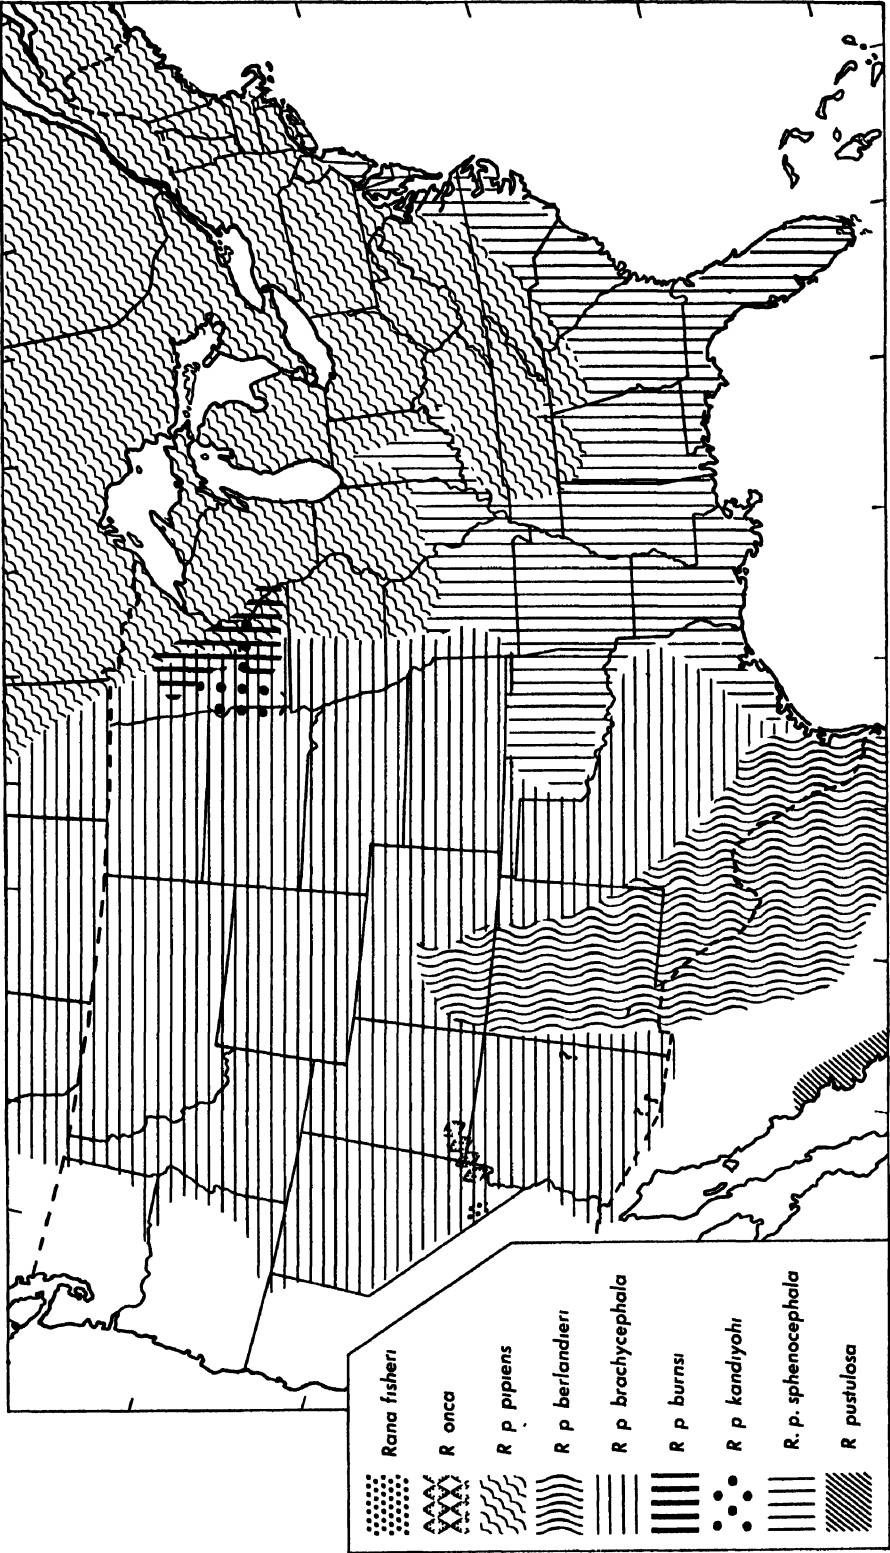 Rana fisheri
R onca
R p pipiens
R p berlandieri
R p brachycephala
R p burnsi
R p kandiyohi
R. p. sphenocephala
R pustulosa
?
?
?
?